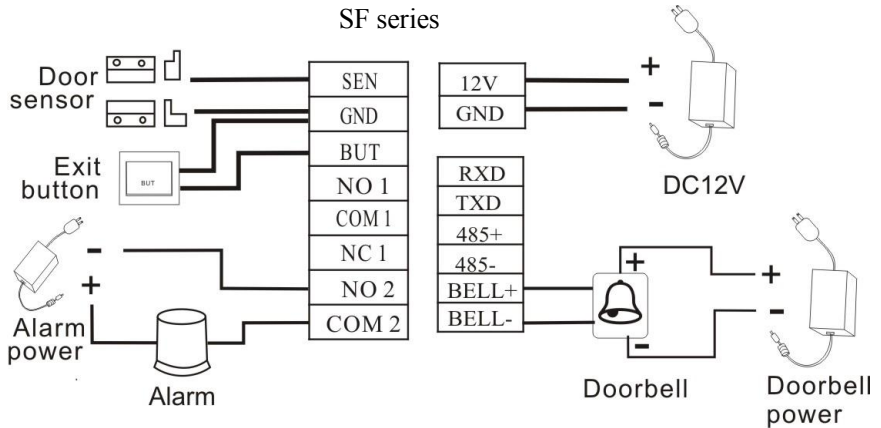 SF series
Door
sensor
Exit
button
BUT
-
+
Alarm
power
Alarm
SEN
GND
BUT
NO 1
COM 1
NC 1
NO 2
COM 2
12V
GND
+
-
DC12V
RXD
TXD
485+
485-
BELL+
BELL-
+
-
Doorbell
+
-
Doorbell
power